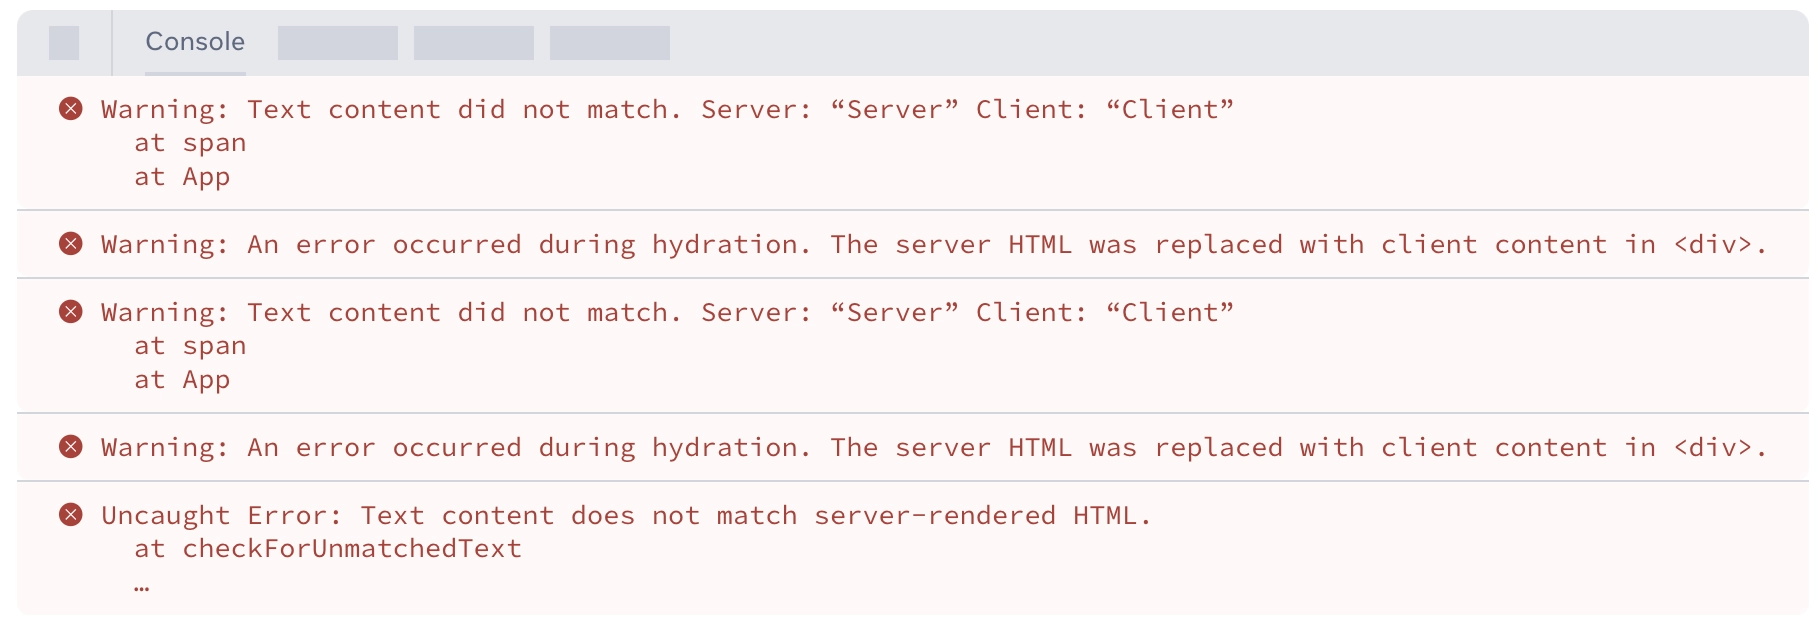 Console
Warning: Text content did not match. Server: “Server” Client: “Client”
at span
at App
Warning: An error occurred during hydration. The server HTML was replaced with client content in <div>.
Warning: Text content did not match. Server: “Server” Client: “Client”
at span
at App
Warning: An error occurred during hydration. The server HTML was replaced with client content in <div>.
Uncaught Error: Text content does not match server-rendered HTML.
at checkForUnmatchedText
…